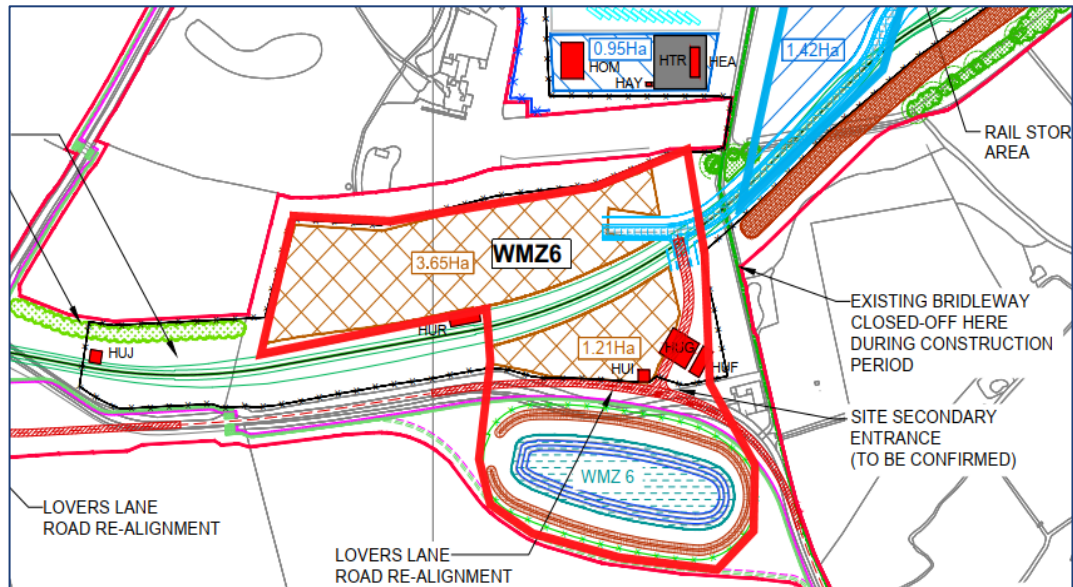 0.95Ha
HTR
HEA
HOM
HAY
1.42Ha
RAIL STOR
AREA
WMZ6
3.65Ha
HUR
HUJ
1.21Ha
HUG
HUI
HUF
EXISTING BRIDLEWAY
CLOSED-OFF HERE
DURING CONSTRUCTION
PERIOD
SITE SECONDARY
ENTRANCE
(TO BE CONFIRMED)
WMZ 6
LOVERS LANE
ROAD RE-ALIGNMENT
LOVERS LANE
ROAD RE-ALIGNMENT